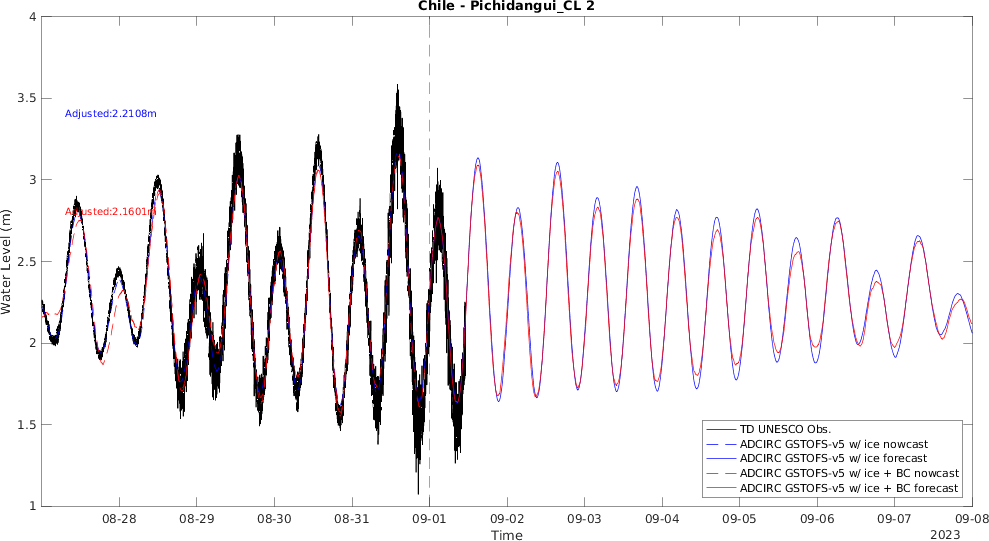 Chile - Pichidangui_CL 2
4
3.5
3
2.5
2
1.5
1
Water Level (m)
Adjusted:2.2108m
Adjusted:2.1601m
TD UNESCO Obs.
ADCIRC GSTOFS-v5 w/ ice nowcast
ADCIRC GSTOFS-v5 w/ ice forecast
ADCIRC GSTOFS-v5 w/ ice + BC nowcast
ADCIRC GSTOFS-v5 w/ ice + BC forecast
08-28 08-29 08-30 08-31 09-01 09-02 09-03 09-04 09-05 09-06 09-07 09-08
Time
2023